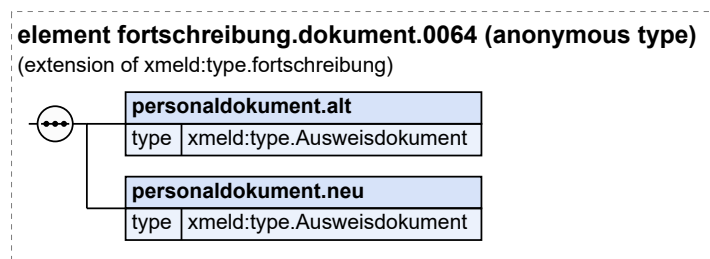 element fortschreibung.dokument.0064 (anonymous type)
(extension of xmeld:type.fortschreibung)
personaldokument.alt
type xmeld:type.Ausweisdokument
personaldokument.neu
type xmeld:type.Ausweisdokument